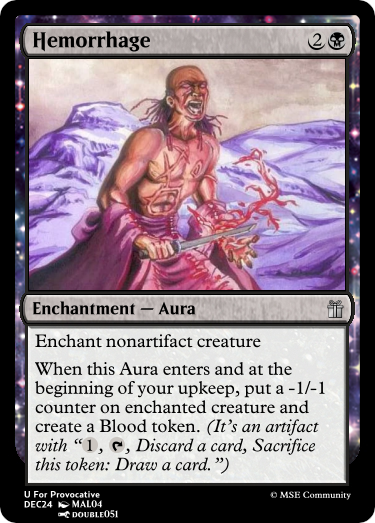 Hemorrhage 2
Enchantment — Aura
Enchant nonartifact creature
When this Aura enters and at the
beginning of your upkeep, put a -1/-1
counter on enchanted creature and
create a Blood token. (It's an artifact
with “1, , Discard a card, Sacrifice
this token: Draw a card.”)
U For Provocative
DEC24 MAL04
DOUBLE051
© MSE Community